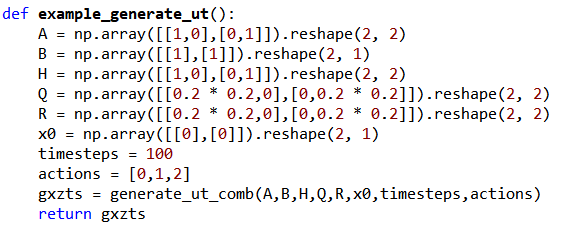 def example_generate_ut():
    A = np.array([[1,0],[0,1]]).reshape(2, 2)
    B = np.array([[1],[1]]).reshape(2, 1)
    H = np.array([[1,0],[0,1]]).reshape(2, 2)
    Q = np.array([[0.2 * 0.2,0],[0,0.2 * 0.2]]).reshape(2, 2)
    R = np.array([[0.2 * 0.2,0],[0,0.2 * 0.2]]).reshape(2, 2)
    x0 = np.array([[0],[0]]).reshape(2, 1)
    timesteps = 100
    actions = [0,1,2]
    gxzts = generate_ut_comb(A,B,H,Q,R,x0,timesteps,actions)
    return gxzts